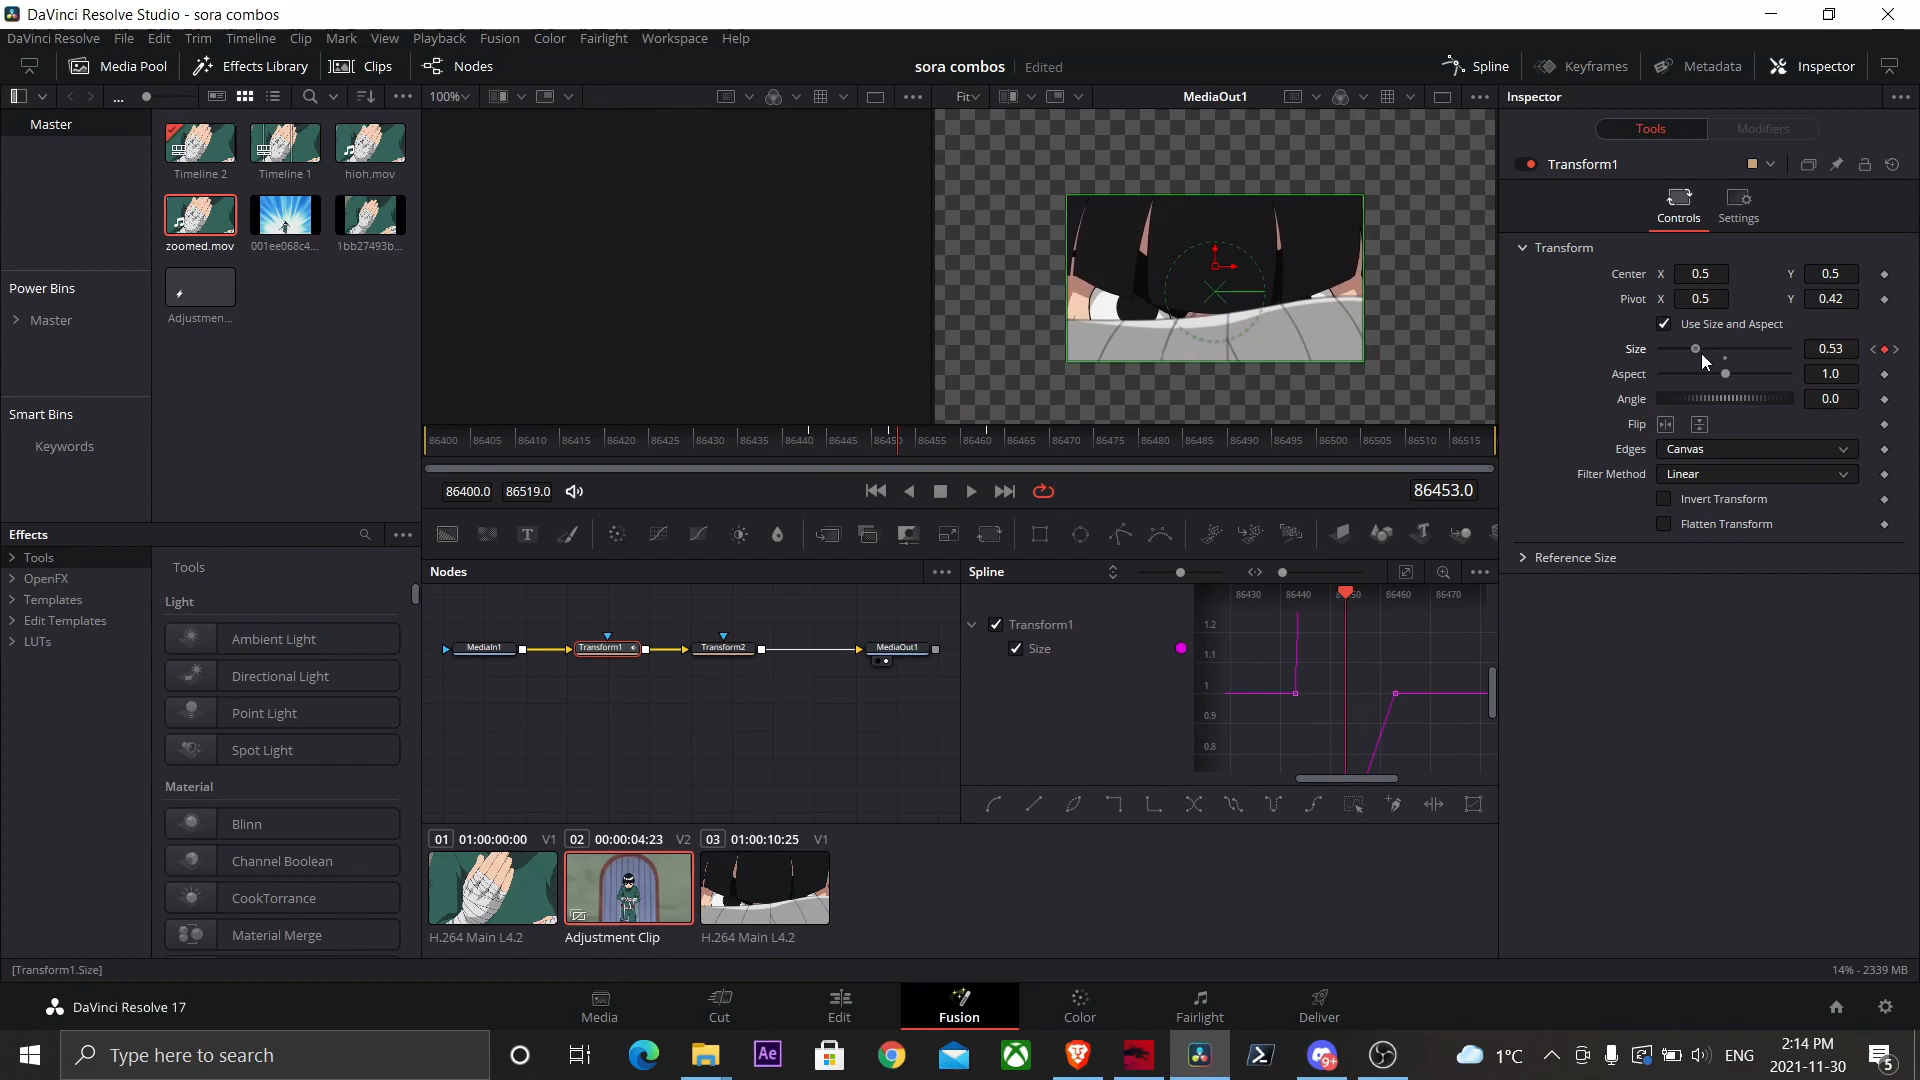 DaVinci Resolve Studio - sora combos
DaVinci Resolve File Edit Trim Timeline Clip Mark View Playback Fusion Color Fairlight Workspace Help
Media Pool Effects Library Clips Nodes sora combos Edited Spline Keyframes Metadata Inspector
... 100% Fit MediaOut1 Inspector
Master
Timeline 2 Timeline 1 hioh.mov
zoomed.mov 001ee068c4... 1bb27493b...
Adjustmen...
Power Bins
Master
Smart Bins
Keywords
Tools Modifiers
Transform1
Controls Settings
Transform
Center X 0.5 Y 0.5
Pivot X 0.5 Y 0.42
Use Size and Aspect
Size 0.53
Aspect 1.0
Angle 0.0
Flip
Edges Canvas
Filter Method Linear
Invert Transform
Flatten Transform
Reference Size
86400 86405 86410 86415 86420 86425 86430 86435 86440 86445 86450 86455 86460 86465 86470 86475 86480 86485 86490 86495 86500 86505 86510 86515
86400.0 86519.0 86453.0
Effects
Tools
OpenFX
Templates
Edit Templates
LUTs
Tools
Light
Ambient Light
Directional Light
Point Light
Spot Light
Material
Blinn
Channel Boolean
CookTorrance
Material Merge
Nodes
MediaIn1 Transform1 Transform2 MediaOut1
Spline
86430 86440 86460 86470
Transform1
Size
1.2
1.1
1
0.9
0.8
01 01:00:00:00 V1 02 00:00:04:23 V2 03 01:00:10:25 V1
H.264 Main L4.2 Adjustment Clip H.264 Main L4.2
[Transform1.Size] 14% - 2339 MB
DaVinci Resolve 17
Media Cut Edit Fusion Color Fairlight Deliver
Type here to search
Ae
9+
1°C
ENG
2:14 PM
2021-11-30
5